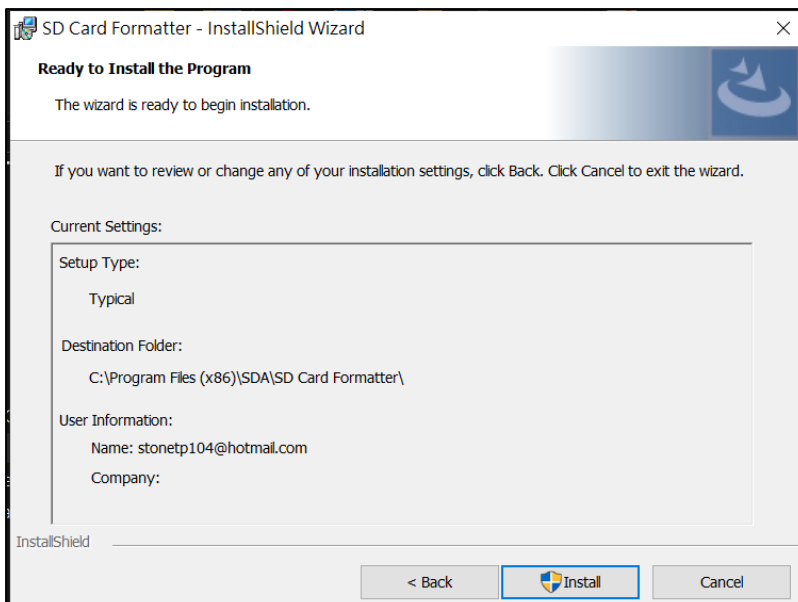 SD Card Formatter - InstallShield Wizard
Ready to Install the Program
The wizard is ready to begin installation.
If you want to review or change any of your installation settings, click Back. Click Cancel to exit the wizard.
Current Settings:
Setup Type:
Typical
Destination Folder:
C:\Program Files (x86)\SDA\SD Card Formatter\
User Information:
Name: stonetp104@hotmail.com
Company:
InstallShield
< Back
Install
Cancel